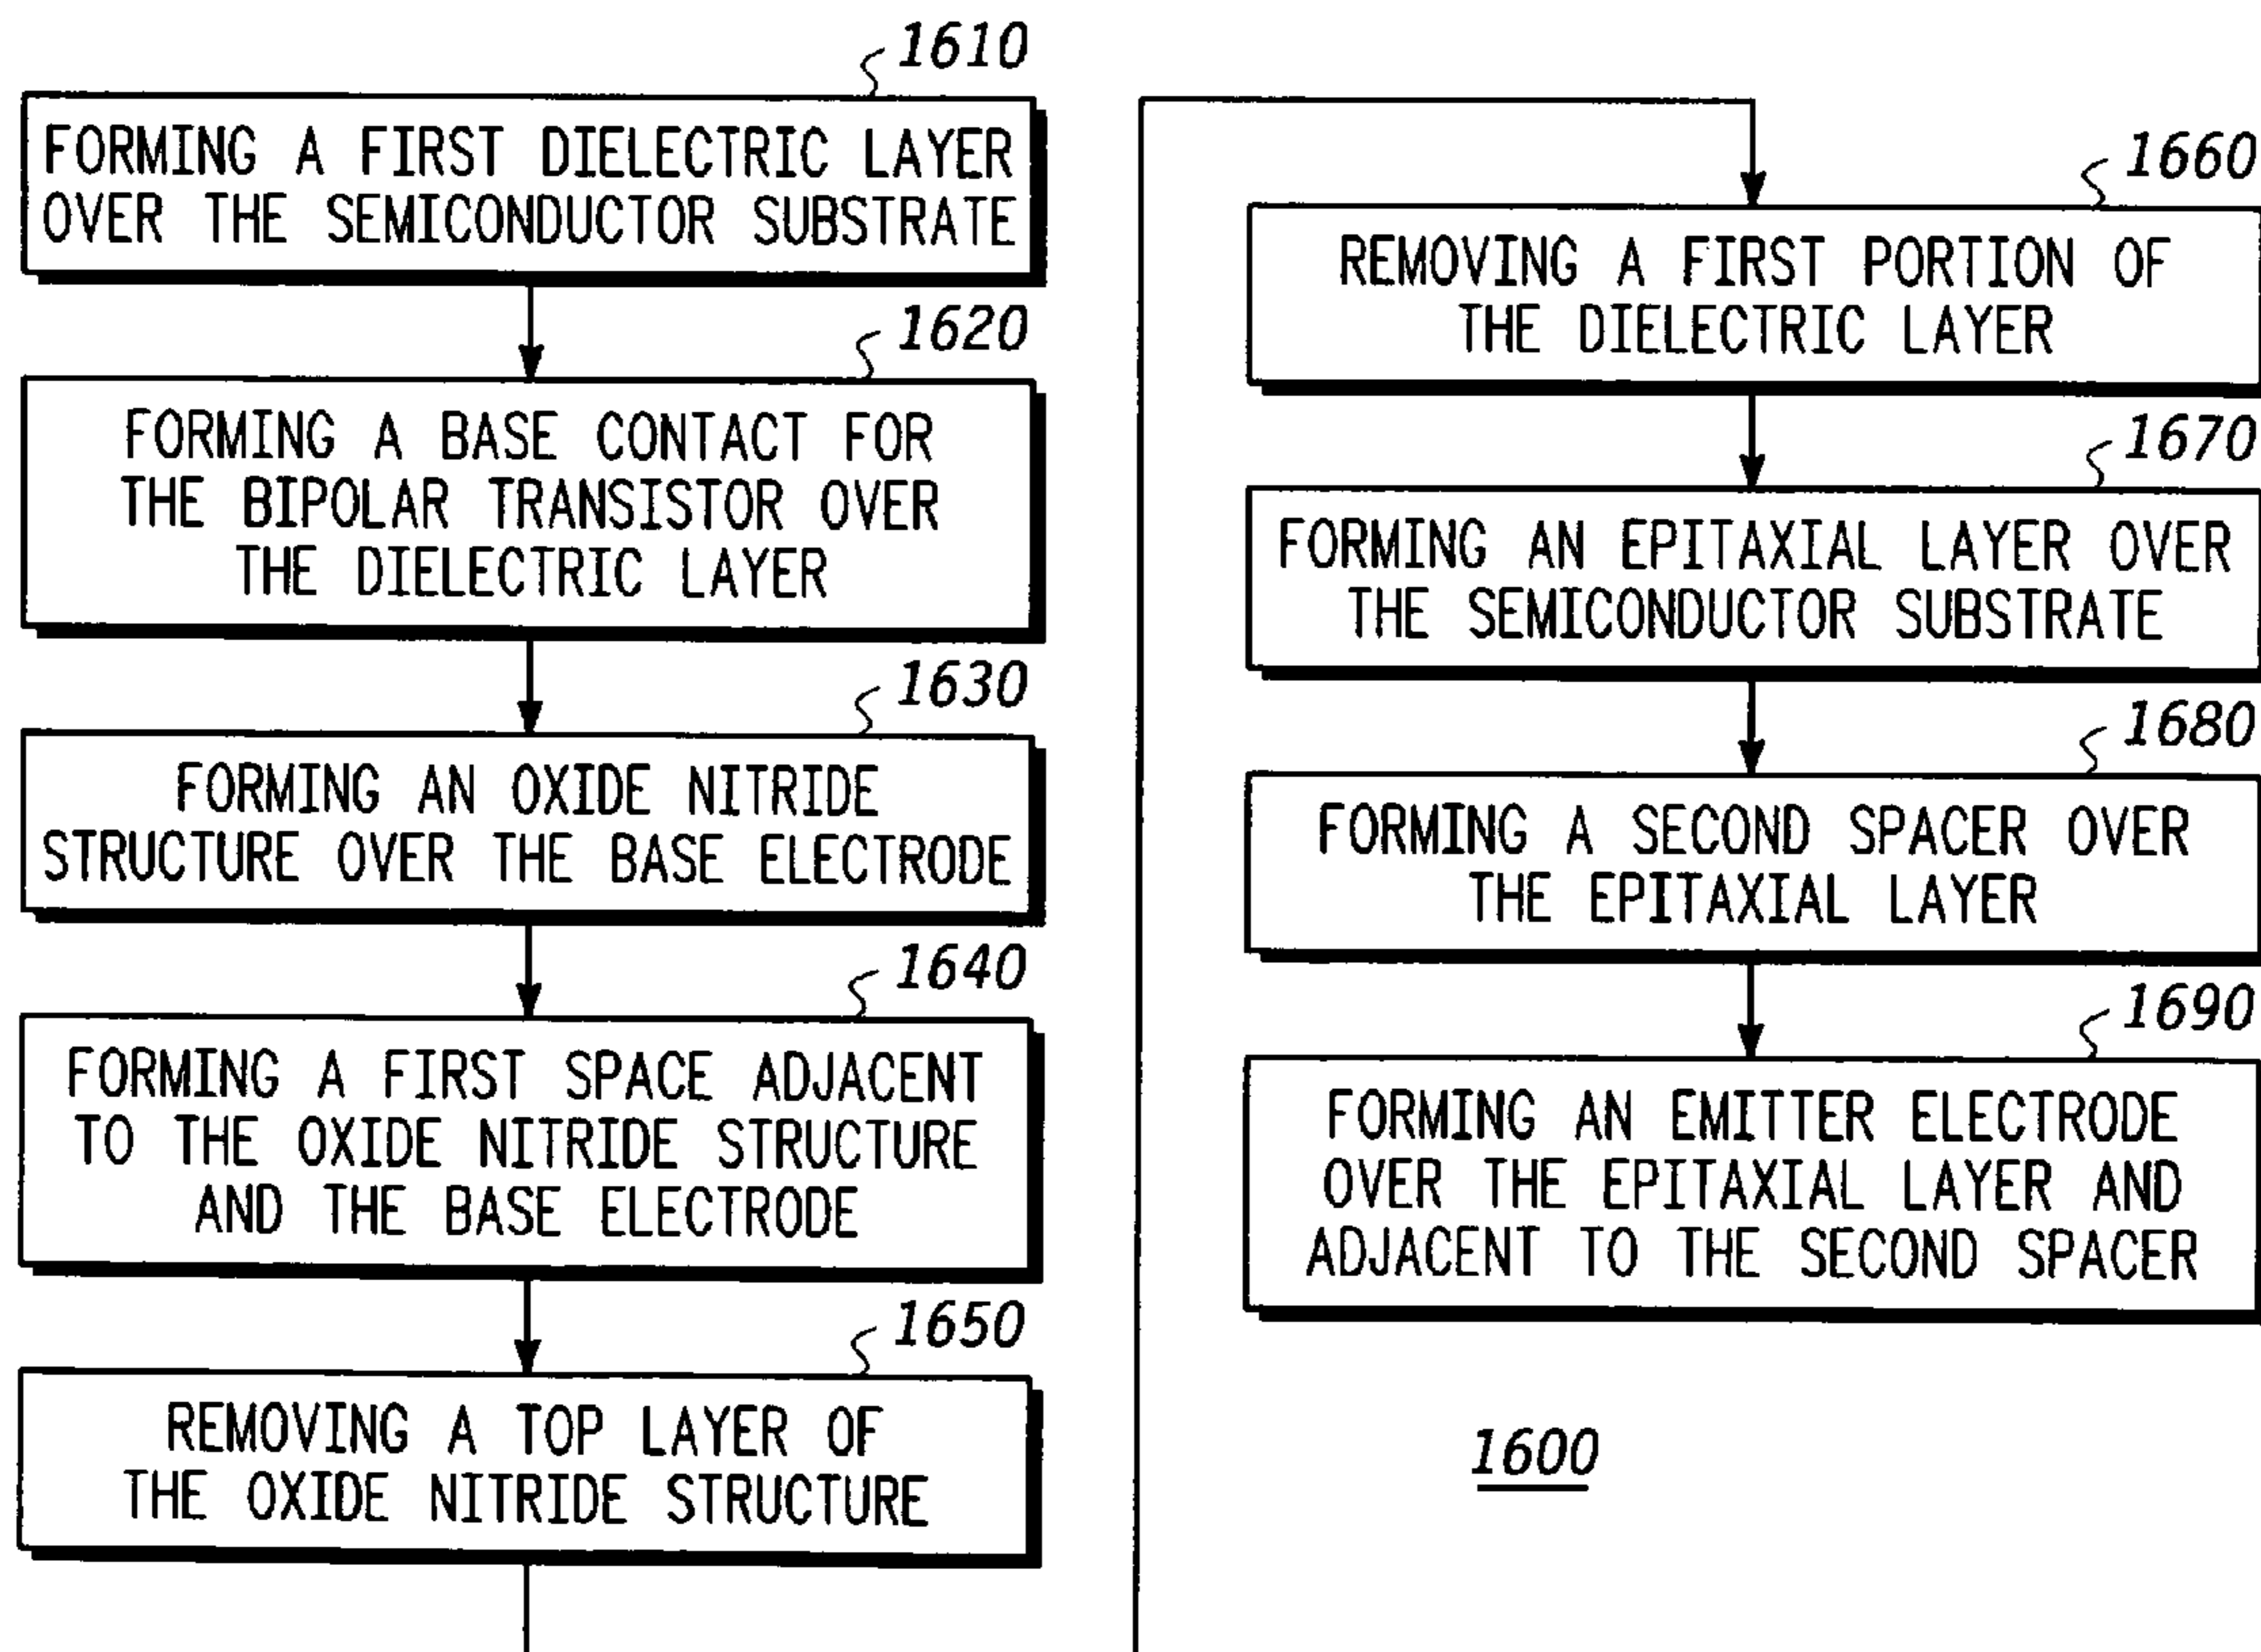 1610
FORMING A FIRST DIELECTRIC LAYER
OVER THE SEMICONDUCTOR SUBSTRATE
1620
FORMING A BASE CONTACT FOR
THE BIPOLAR TRANSISTOR OVER
THE DIELECTRIC LAYER
1630
FORMING AN OXIDE NITRIDE
STRUCTURE OVER THE BASE ELECTRODE
1640
FORMING A FIRST SPACE ADJACENT
TO THE OXIDE NITRIDE STRUCTURE
AND THE BASE ELECTRODE
1650
REMOVING A TOP LAYER OF
THE OXIDE NITRIDE STRUCTURE
1660
REMOVING A FIRST PORTION OF
THE DIELECTRIC LAYER
1670
FORMING AN EPITAXIAL LAYER OVER
THE SEMICONDUCTOR SUBSTRATE
1680
FORMING A SECOND SPACER OVER
THE EPITAXIAL LAYER
1690
FORMING AN EMITTER ELECTRODE
OVER THE EPITAXIAL LAYER AND
ADJACENT TO THE SECOND SPACER
1600